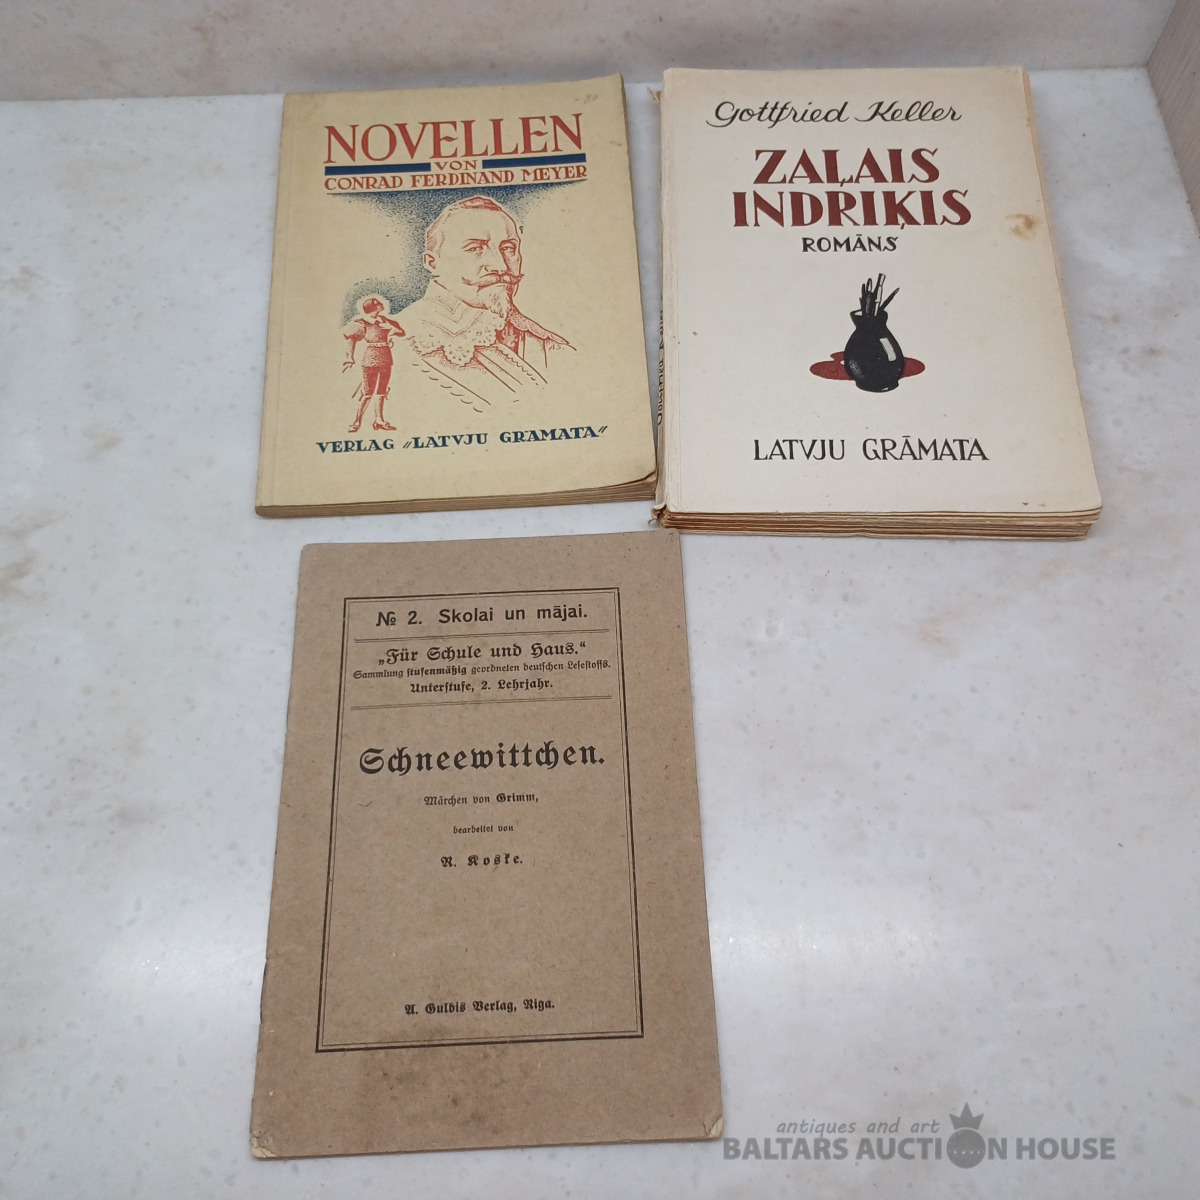 NOVELLEN
VON
CONRAD FERDINAND MEYER
A.S.
VERLAG „LATVJU GRAMATA"
Gottfried Keller
ZAĻAIS
INDRIĶIS
ROMĀNS
LATVJU GRĀMATA
№ 2. Skolai un mājai.
„Für Schule und Haus.“
Sammlung stufenmäßig geordneten deutschen Lesestoffs.
Unterstufe, 2. Lehrjahr.
Schneewittchen.
Märchen von Grimm,
bearbeitet von
R. Koske.
A. Gulbis Verlag, Riga.
antiques and art
BALTARS AUCTION HOUSE